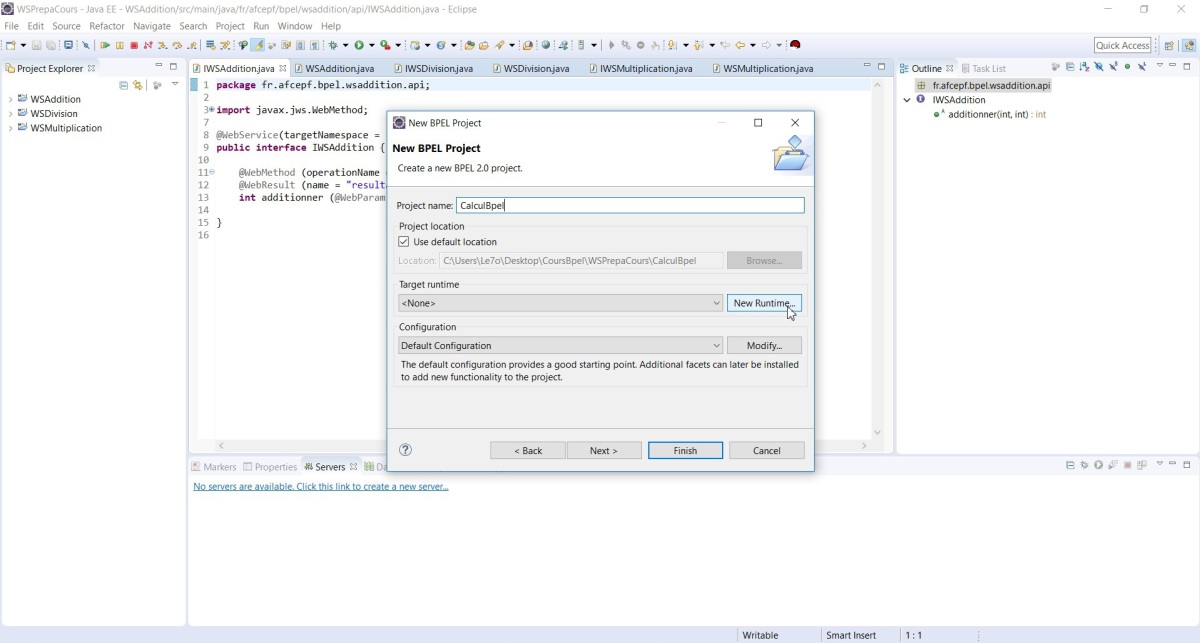 WSPrepaCours - Java EE - WSAddition/src/main/java/fr/afcepf/bpel/wsaddition/api/IWSAddition.java - Eclipse
File Edit Source Refactor Navigate Search Project Run Window Help
Quick Access
Project Explorer
WSAddition
WSDivision
WSMultiplication
IWSAddition.java WSAddition.java IWSDivision.java WSDivision.java IWSMultiplication.java WSMultiplication.java
1 package fr.afcepf.bpel.wsaddition.api;
2
3 import javax.jws.WebMethod;
7
8 @WebService(targetNamespace =
9 public interface IWSAddition {
10
11 @WebMethod (operationName
12 @WebResult (name = "result
13 int additionner (@WebParam
14
15 }
16
Outline Task List
fr.afcepf.bpel.wsaddition.api
IWSAddition
additionner(int, int) : int
New BPEL Project
New BPEL Project
Create a new BPEL 2.0 project.
Project name: CalculBpel
Project location
Use default location
Location: C:\Users\Le7o\Desktop\CoursBpel\WSPrepaCours\CalculBpel Browse...
Target runtime
<None> New Runtime...
Configuration
Default Configuration Modify...
The default configuration provides a good starting point. Additional facets can later be installed
to add new functionality to the project.
< Back Next > Finish Cancel
Markers Properties Servers Da
No servers are available. Click this link to create a new server...
Writable Smart Insert 1 : 1